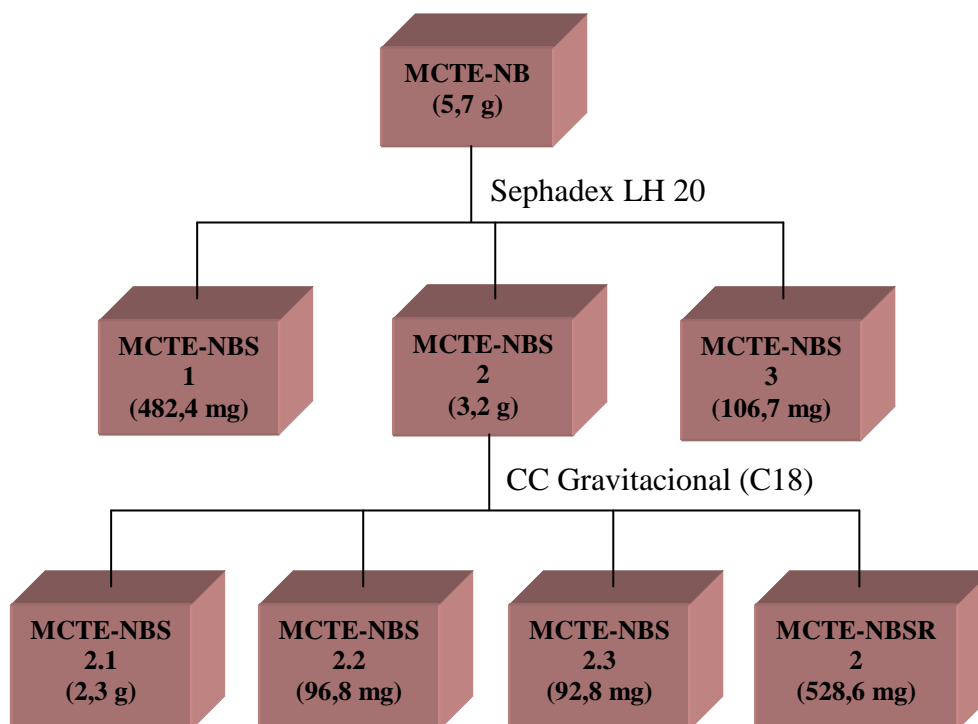 MCTE-NB
(5,7 g)
Sephadex LH 20
MCTE-NBS
1
(482,4 mg)
MCTE-NBS
2
(3,2 g)
MCTE-NBS
3
(106,7 mg)
CC Gravitacional (C18)
MCTE-NBS
2.1
(2,3 g)
MCTE-NBS
2.2
(96,8 mg)
MCTE-NBS
2.3
(92,8 mg)
MCTE-NBSR
2
(528,6 mg)